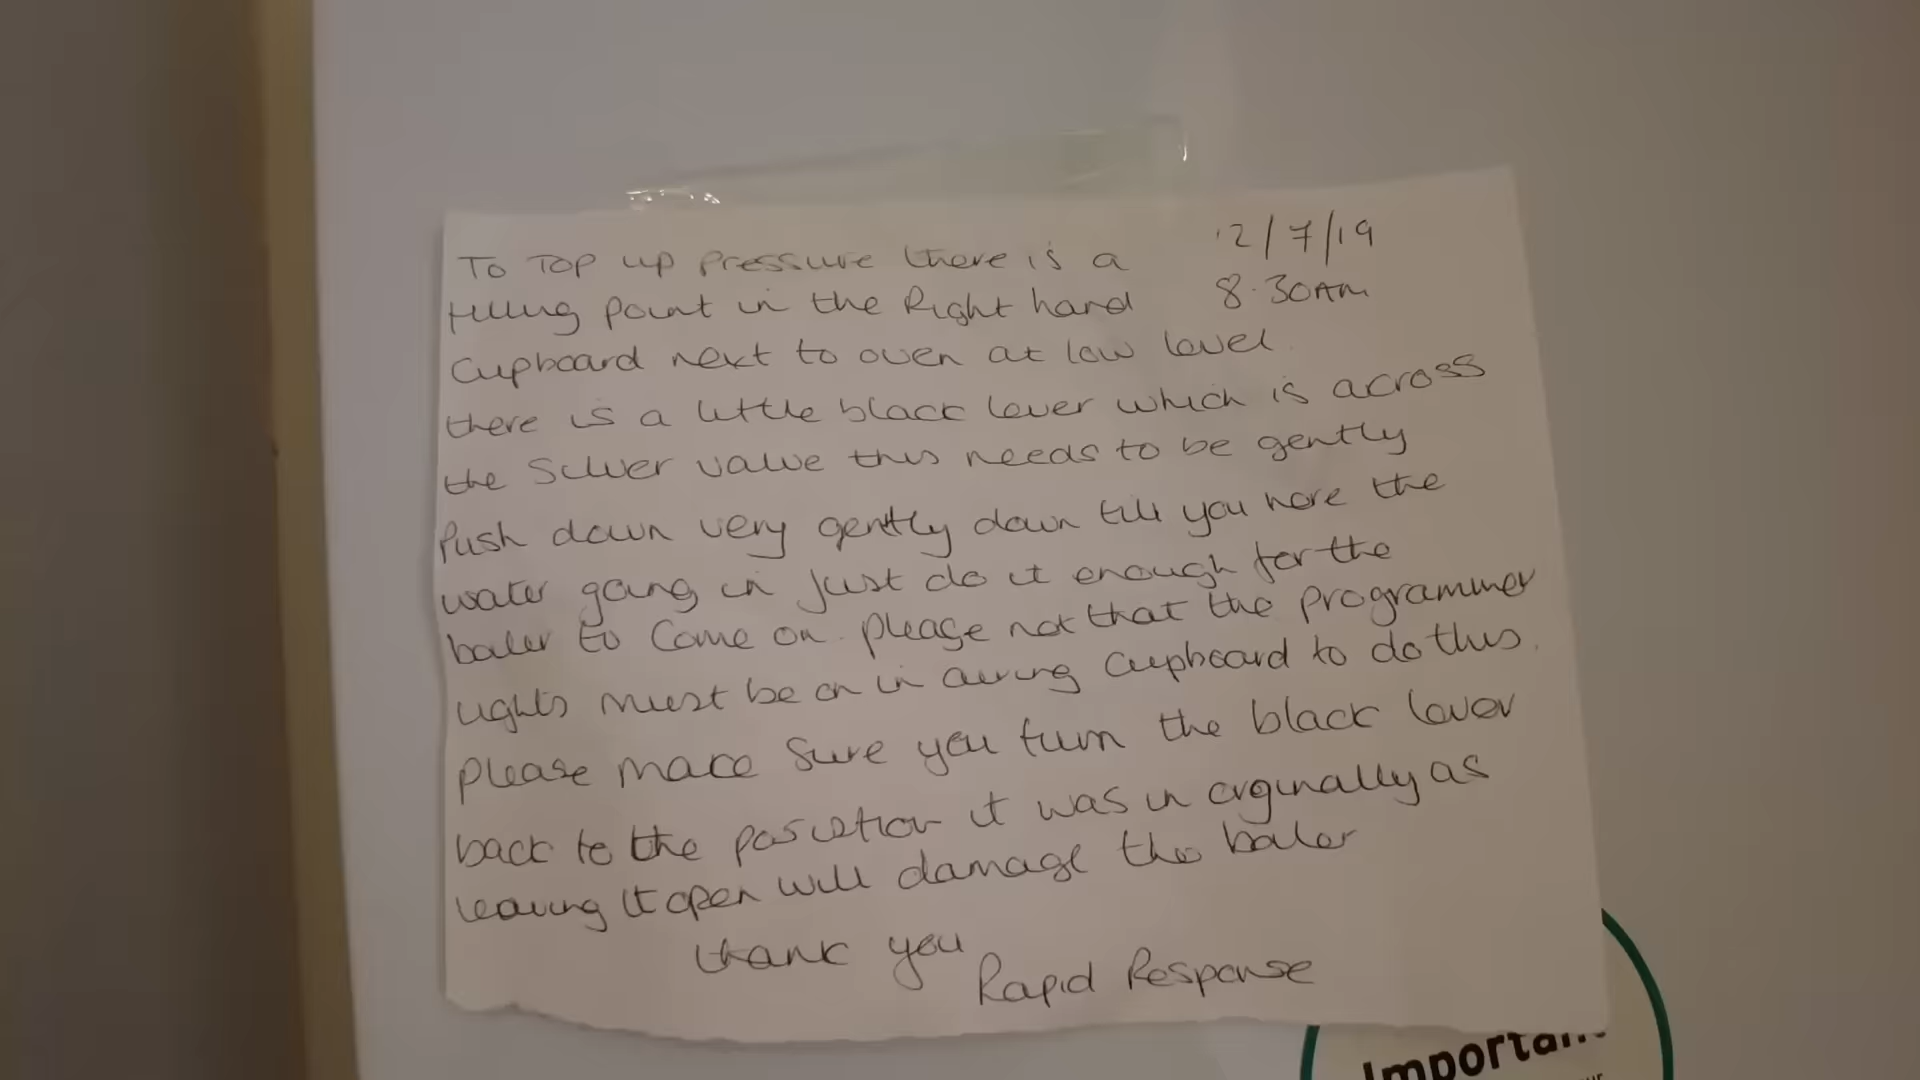 To Top up pressure there is a
filling point in the Right hand
Cupboard next to oven at low level.
there is a little black lever which is across
the Silver valve this needs to be gently
Push down very gently down till you here the
water going in just do it enough for the
boiler to Come on. please not that the programmer
lights must be on in airing Cupboard to do this.
please make sure you turn the black lever
back to the posistion it was in orginally as
leaving it open will damage the boiler
thank you
Rapid Response
12/7/19
8.30AM
Important